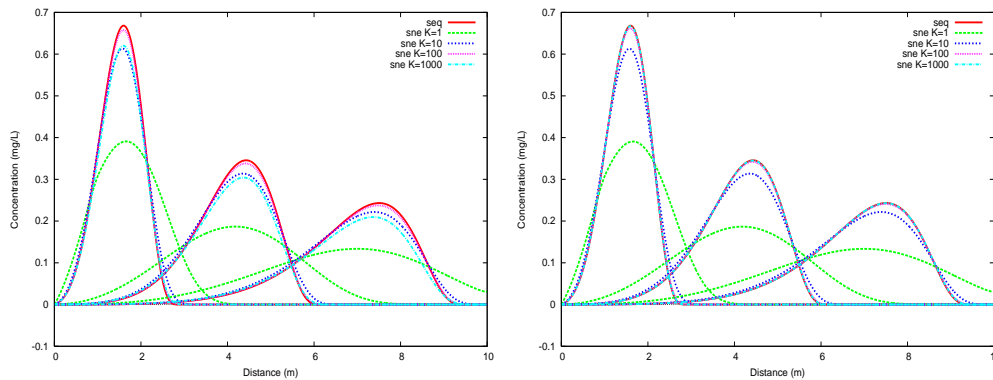 0.7
0.6
0.5
0.4
0.3
0.2
0.1
0
-0.1
Concentration (mg/L)
0 2 4 6 8 10
Distance (m)
seq
sne K=1
sne K=10
sne K=100
sne K=1000
0.7
0.6
0.5
0.4
0.3
0.2
0.1
0
-0.1
Concentration (mg/L)
0 2 4 6 8 1
Distance (m)
seq
sne K=1
sne K=10
sne K=100
sne K=1000